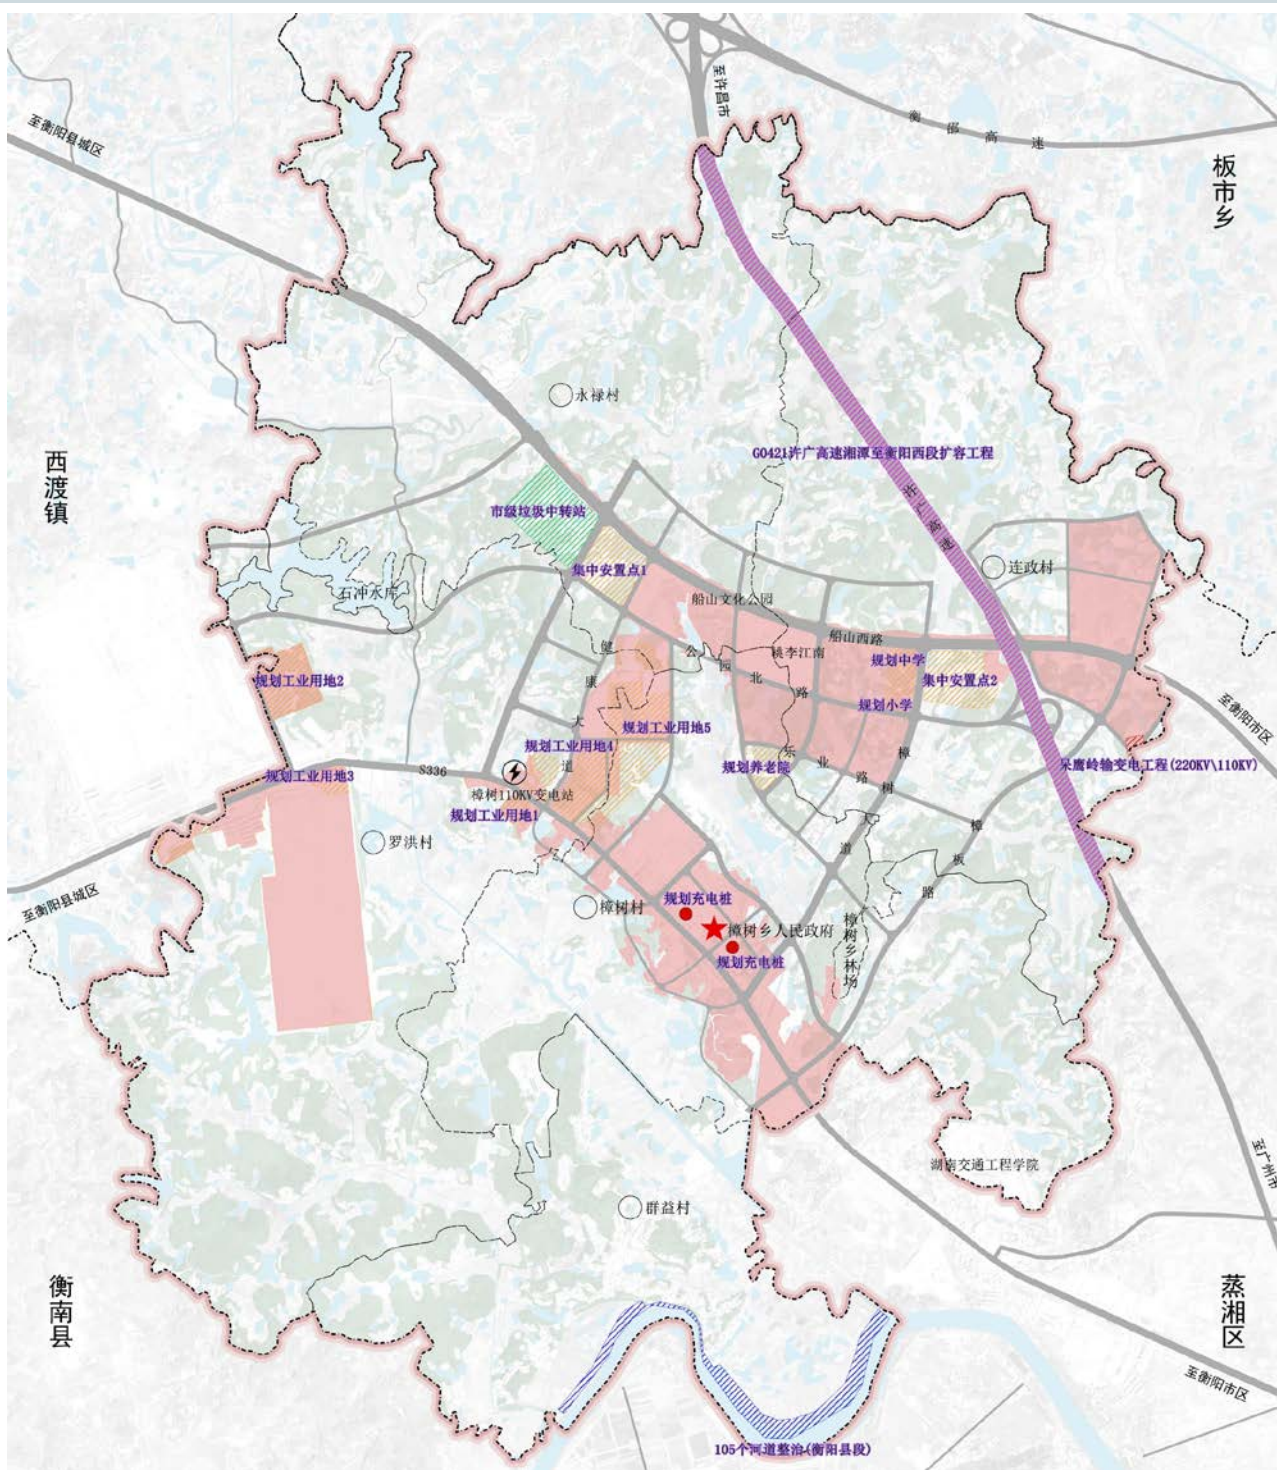 至许昌市
衡邵高速
至衡阳县城区
板市乡
永禄村
G0421许广高速湘潭至衡阳西段扩容工程
西渡镇
许广高速
市级垃圾中转站
集中安置点1
连政村
石冲水库
船山文化公园
船山西路
健康大道
公园北路
桃李江南
规划中学
集中安置点2
规划工业用地2
规划小学
至衡阳市区
规划工业用地5
规划工业用地4
乐业路
樟树大道
规划养老院
呆鹰岭输变电工程(220KV\110KV)
S336
规划工业用地3
樟树110KV变电站
规划工业用地1
罗洪村
樟板路
至衡阳县城区
规划充电桩
樟树村
樟树乡人民政府
樟树乡林场
规划充电桩
湖南交通工程学院
至广州市
群益村
衡南县
蒸湘区
至衡阳市区
105个河道整治(衡阳县段)